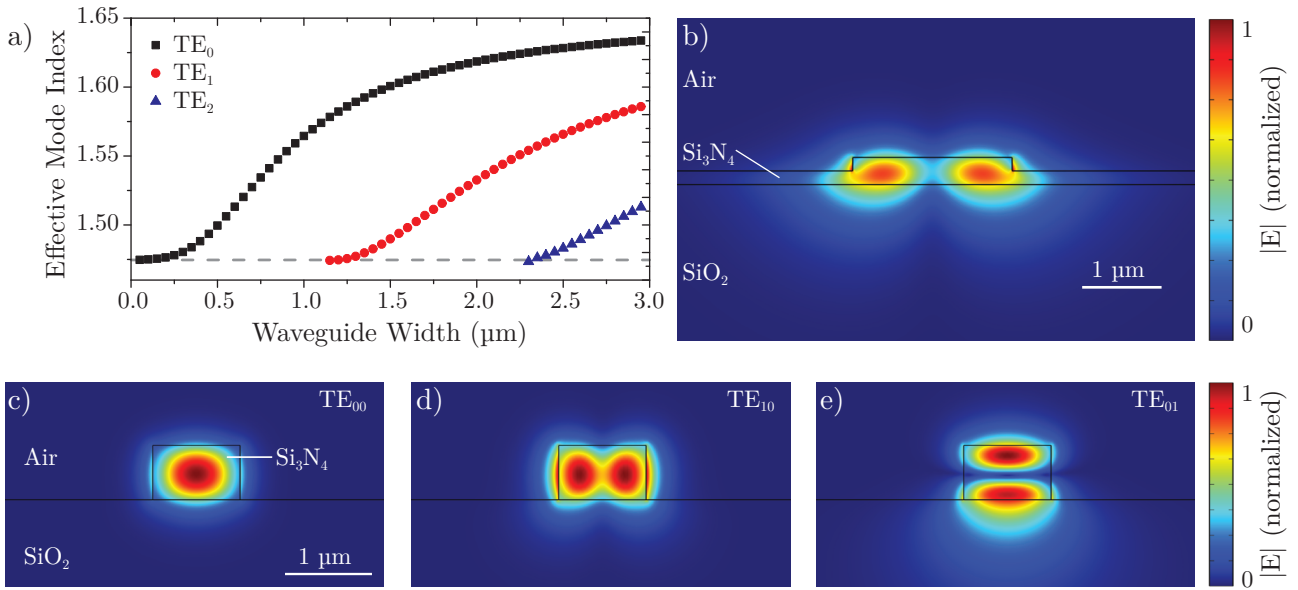 a)
1.65
1.60
1.55
1.50
Effective Mode Index
TE₀
TE₁
TE₂
0.0 0.5 1.0 1.5 2.0 2.5 3.0
Waveguide Width (µm)
b)
Air
Si₃N₄
SiO₂
1 µm
1
0
|E| (normalized)
c)
TE₀₀
Air
Si₃N₄
SiO₂
1 µm
d)
TE₁₀
e)
TE₀₁
1
0
|E| (normalized)